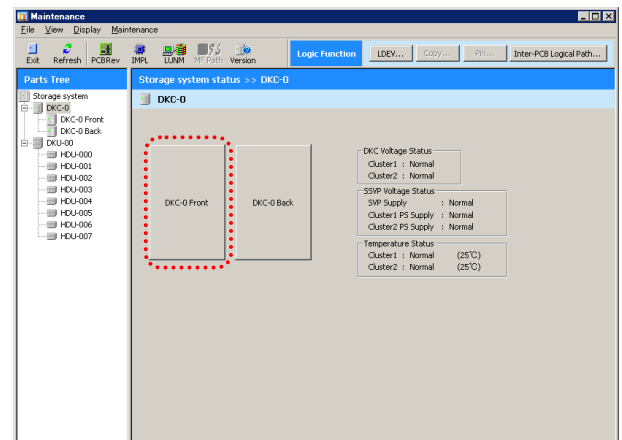 Maintenance
File View Display Maintenance
Exit Refresh PCBRev IMPL LUNM MF Path Version Logic Function LDEV... Copy... Pin... Inter-PCB Logical Path...
Parts Tree
Storage system status >> DKC-0
Storage system
DKC-0
DKC-0 Front
DKC-0 Back
DKU-00
HDU-000
HDU-001
HDU-002
HDU-003
HDU-004
HDU-005
HDU-006
HDU-007
DKC-0
DKC-0 Front
DKC-0 Back
DKC Voltage Status
Cluster1 : Normal
Cluster2 : Normal
SSVP Voltage Status
SVP Supply : Normal
Cluster1 PS Supply : Normal
Cluster2 PS Supply : Normal
Temperature Status
Cluster1 : Normal (25℃)
Cluster2 : Normal (25℃)